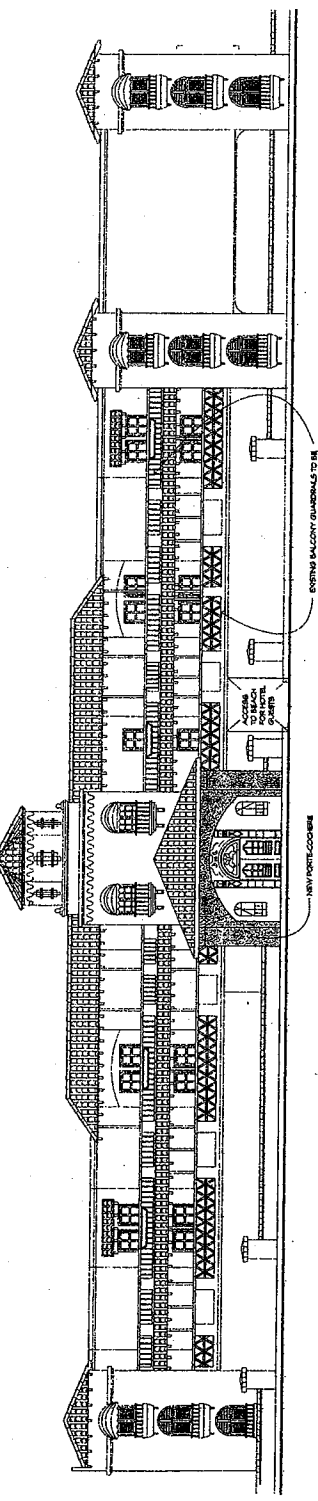 EXISTING BALCONY GUARDRAILS TO BE
ACCESS
TO BEACH
FOR HOTEL
GUESTS
NEW PORTE-COCHERE